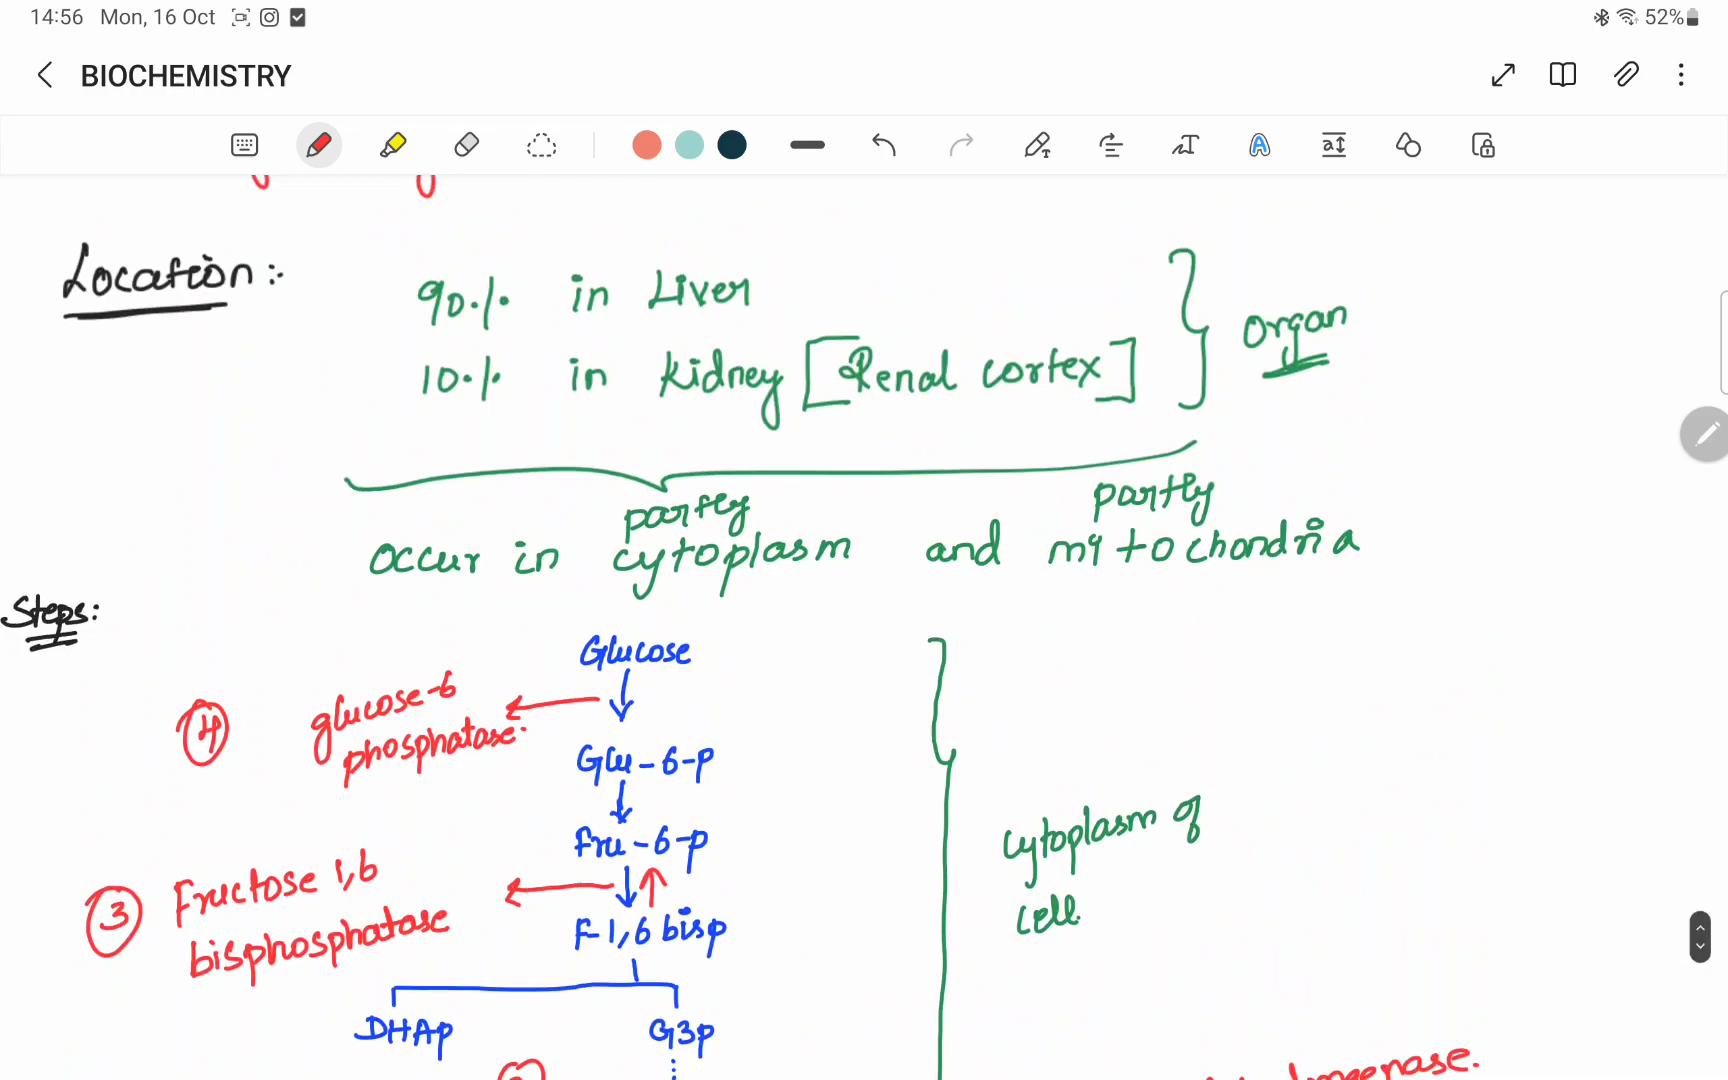 14:56 Mon, 16 Oct 52%
BIOCHEMISTRY
Location:-
90% in Liver
10% in kidney [Renal cortex]
Organ
partly partly
occur in cytoplasm and mitochondria
Steps:
Glucose
④ glucose-6
phosphatase.
Glu-6-p
Fru-6-p
cytoplasm of
cell.
③ Fructose 1,6
bisphosphatase
F-1,6 bisp
DHAp G3p